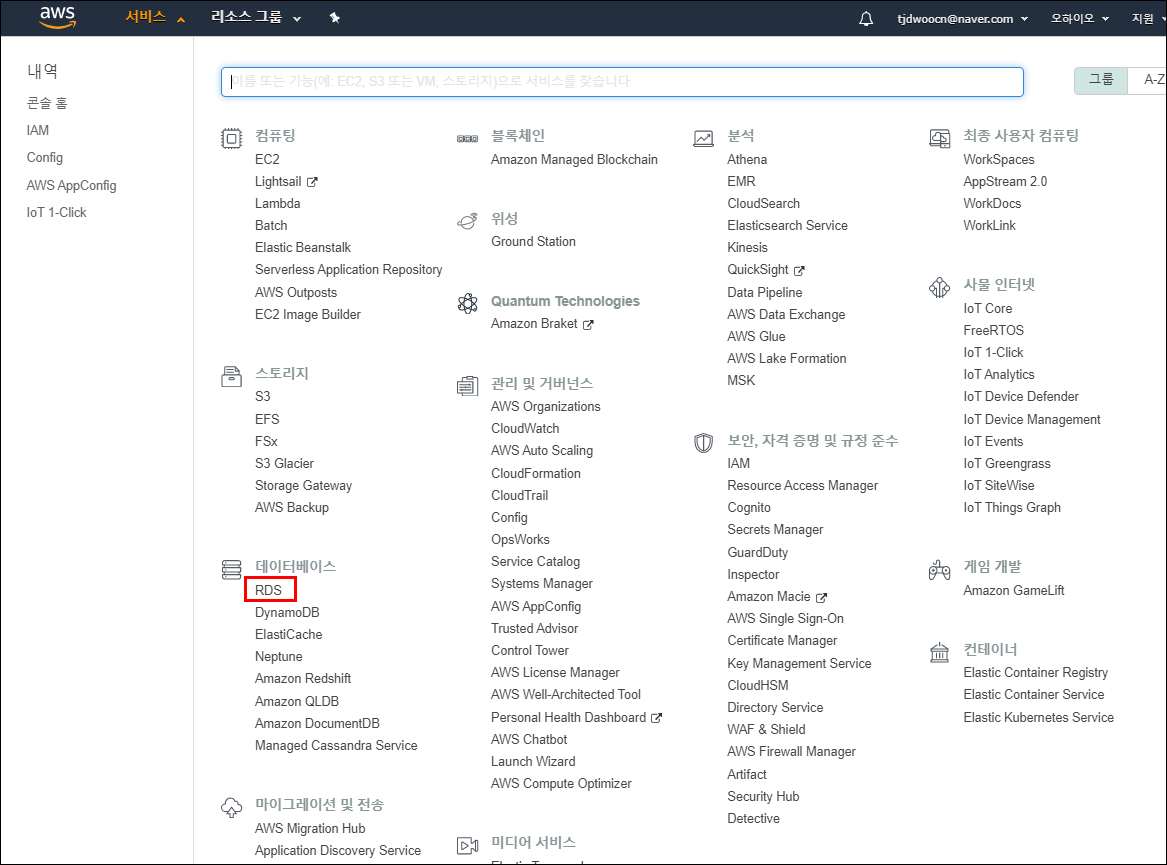 aws
서비스
리소스 그룹
tjdwoocn@naver.com
오하이오
지원
내역
콘솔 홈
IAM
Config
AWS AppConfig
IoT 1-Click
이름 또는 기능(예: EC2, S3 또는 VM, 스토리지)으로 서비스를 찾습니다.
그룹
A-Z
컴퓨팅
EC2
Lightsail
Lambda
Batch
Elastic Beanstalk
Serverless Application Repository
AWS Outposts
EC2 Image Builder
스토리지
S3
EFS
FSx
S3 Glacier
Storage Gateway
AWS Backup
데이터베이스
RDS
DynamoDB
ElastiCache
Neptune
Amazon Redshift
Amazon QLDB
Amazon DocumentDB
Managed Cassandra Service
마이그레이션 및 전송
AWS Migration Hub
Application Discovery Service
블록체인
Amazon Managed Blockchain
위성
Ground Station
Quantum Technologies
Amazon Braket
관리 및 거버넌스
AWS Organizations
CloudWatch
AWS Auto Scaling
CloudFormation
CloudTrail
Config
OpsWorks
Service Catalog
Systems Manager
AWS AppConfig
Trusted Advisor
Control Tower
AWS License Manager
AWS Well-Architected Tool
Personal Health Dashboard
AWS Chatbot
Launch Wizard
AWS Compute Optimizer
미디어 서비스
분석
Athena
EMR
CloudSearch
Elasticsearch Service
Kinesis
QuickSight
Data Pipeline
AWS Data Exchange
AWS Glue
AWS Lake Formation
MSK
보안, 자격 증명 및 규정 준수
IAM
Resource Access Manager
Cognito
Secrets Manager
GuardDuty
Inspector
Amazon Macie
AWS Single Sign-On
Certificate Manager
Key Management Service
CloudHSM
Directory Service
WAF & Shield
AWS Firewall Manager
Artifact
Security Hub
Detective
최종 사용자 컴퓨팅
WorkSpaces
AppStream 2.0
WorkDocs
WorkLink
사물 인터넷
IoT Core
FreeRTOS
IoT 1-Click
IoT Analytics
IoT Device Defender
IoT Device Management
IoT Events
IoT Greengrass
IoT SiteWise
IoT Things Graph
게임 개발
Amazon GameLift
컨테이너
Elastic Container Registry
Elastic Container Service
Elastic Kubernetes Service